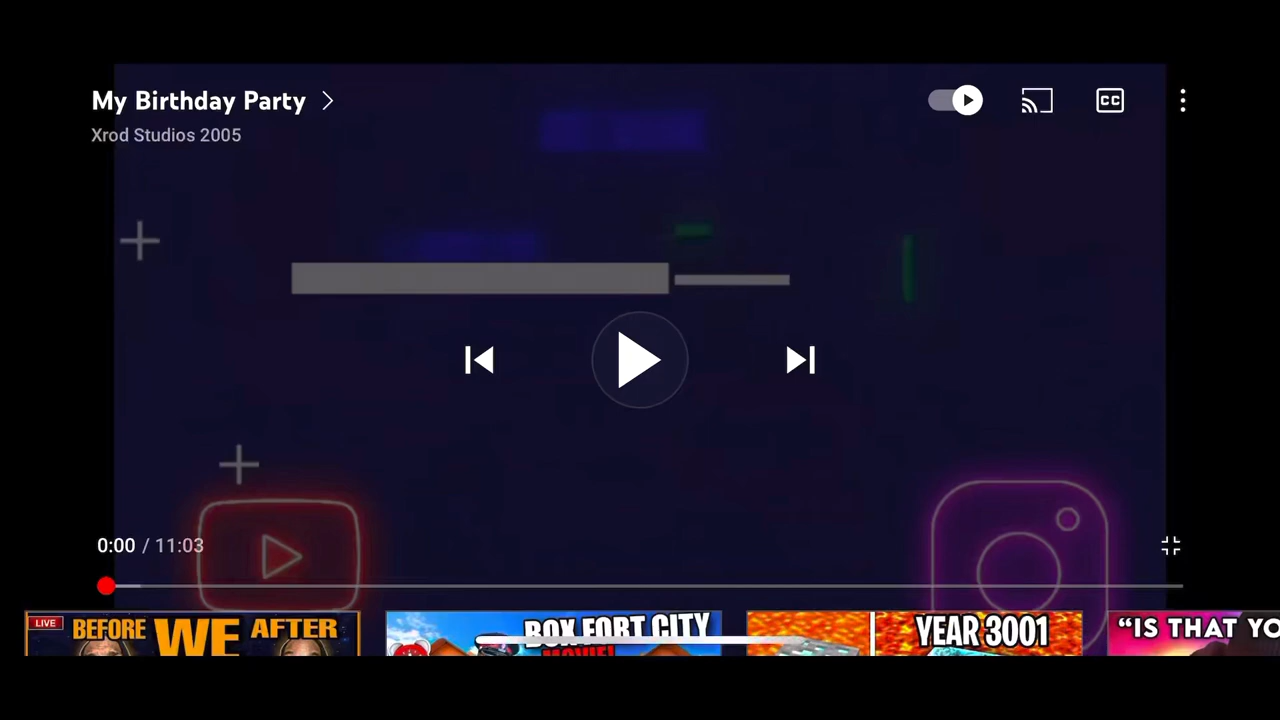 My Birthday Party
Xrod Studios 2005
CC
0:00 / 11:03
LIVE
BEFORE WE AFTER
BOX FORT CITY
MOVIE!
YEAR 3001
“IS THAT YO